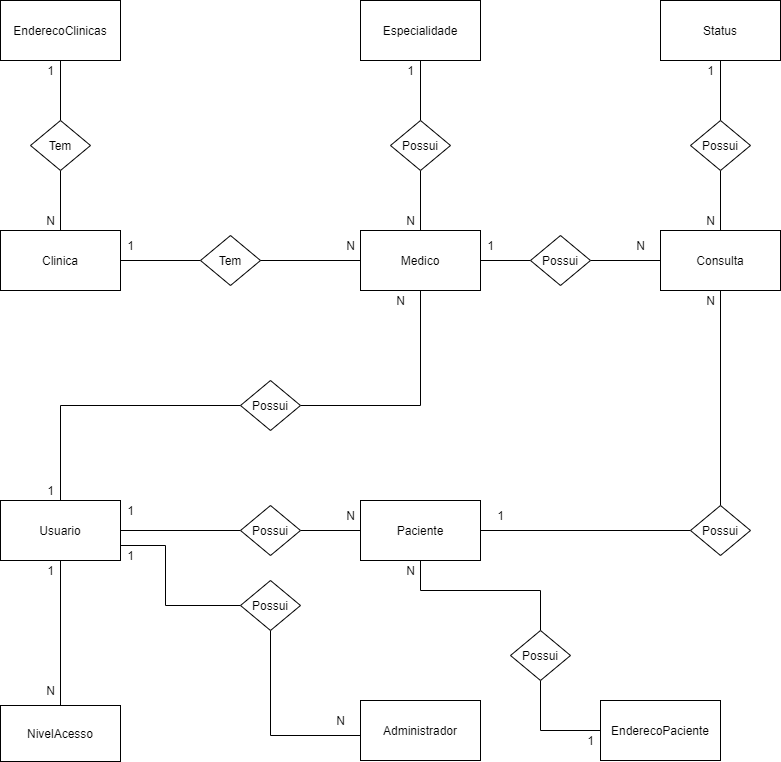 EnderecoClinicas
Especialidade
Status
1
1
1
Tem
Possui
Possui
N
N
N
Clinica
1
Tem
N
Medico
1
Possui
N
Consulta
N
N
Possui
1
Usuario
1
Possui
N
Paciente
1
Possui
1
1
N
Possui
Possui
N
NivelAcesso
N
Administrador
1
EnderecoPaciente